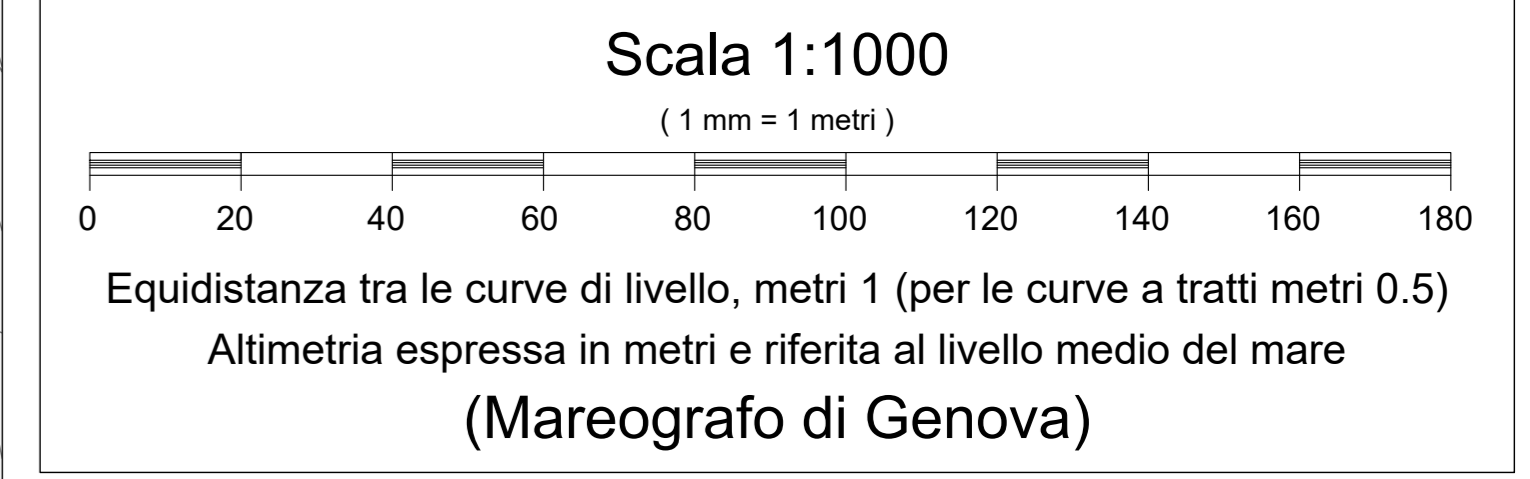 Scala 1:1000
( 1 mm = 1 metri )
0 20 40 60 80 100 120 140 160 180
Equidistanza tra le curve di livello, metri 1 (per le curve a tratti metri 0.5)
Altimetria espressa in metri e riferita al livello medio del mare
(Mareografo di Genova)